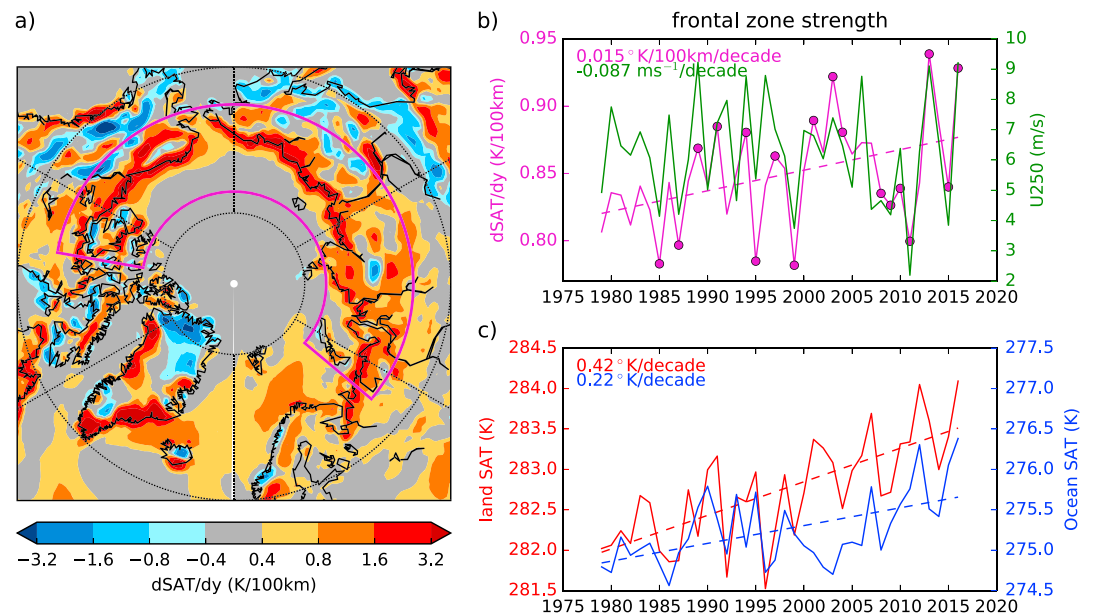 a)
−3.2 −1.6 −0.8 −0.4 0.4 0.8 1.6 3.2
dSAT/dy (K/100km)
b)
frontal zone strength
0.015°K/100km/decade
-0.087 ms⁻¹/decade
dSAT/dy (K/100km)
0.95
0.90
0.85
0.80
U250 (m/s)
10
9
8
7
6
5
4
3
2
1975 1980 1985 1990 1995 2000 2005 2010 2015 2020
c)
0.42°K/decade
0.22°K/decade
land SAT (K)
284.5
284.0
283.5
283.0
282.5
282.0
281.5
Ocean SAT (K)
277.5
277.0
276.5
276.0
275.5
275.0
274.5
1975 1980 1985 1990 1995 2000 2005 2010 2015 2020